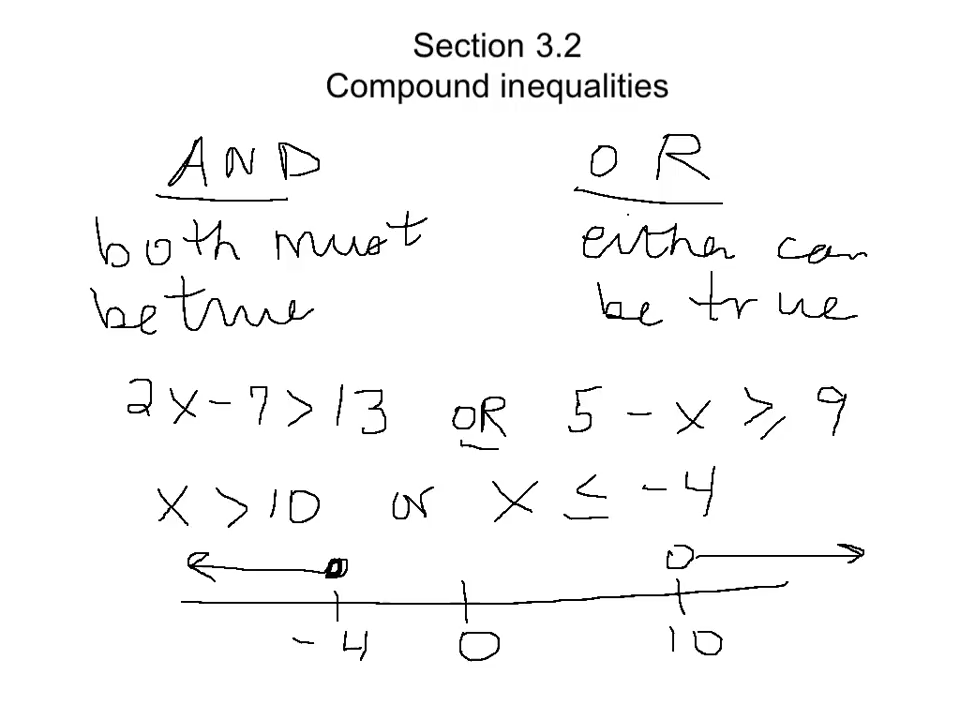 Section 3.2
Compound inequalities
AND OR
both must either can
be true be true
2x - 7 > 13 OR 5 - x ≥ 9
x > 10 or x ≤ -4
-4 0 10